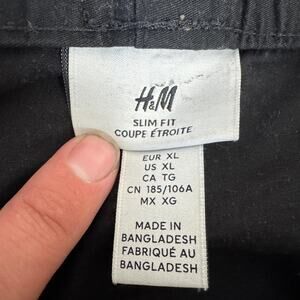 H&M
SLIM FIT
COUPE ÉTROITE
EUR XL
US XL
CA TG
CN 185/106A
MX XG
MADE IN
BANGLADESH
FABRIQUÉ AU
BANGLADESH